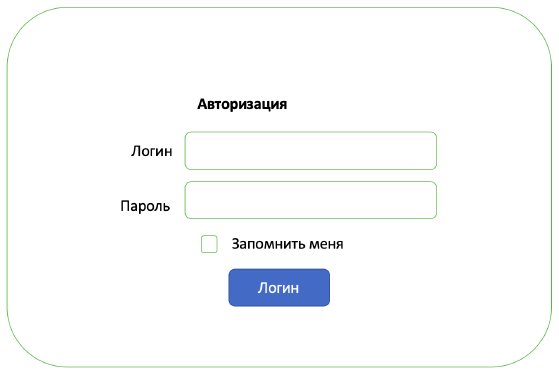 Авторизация
Логин
Пароль
Запомнить меня
Логин